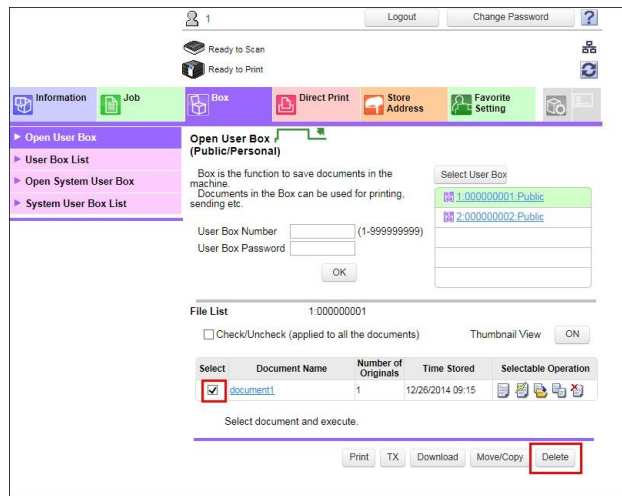 1 Logout Change Password ?
Ready to Scan
Ready to Print
Information Job Box Direct Print Store Address Favorite Setting
Open User Box
User Box List
Open System User Box
System User Box List
Open User Box
(Public/Personal)
Box is the function to save documents in the
machine.
Documents in the Box can be used for printing,
sending etc.
User Box Number (1-999999999)
User Box Password
OK
Select User Box
1:000000001:Public
2:000000002:Public
File List 1:000000001
Check/Uncheck (applied to all the documents) Thumbnail View ON
Select Document Name Number of Originals Time Stored Selectable Operation
document1 1 12/26/2014 09:15
Select document and execute.
Print TX Download Move/Copy Delete